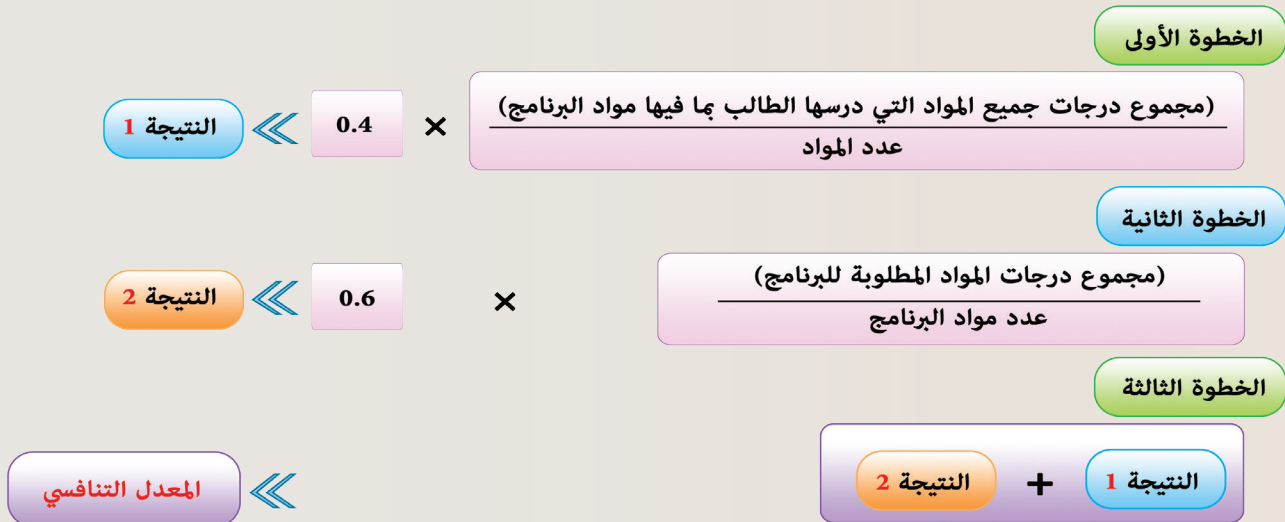 الخطوة الأولى
(مجموع درجات جميع المواد التي درسها الطالب بما فيها مواد البرنامج)
عدد المواد
×
0.4
النتيجة 1
الخطوة الثانية
(مجموع درجات المواد المطلوبة للبرنامج)
عدد مواد البرنامج
×
0.6
النتيجة 2
الخطوة الثالثة
النتيجة 1 + النتيجة 2
المعدل التنافسي